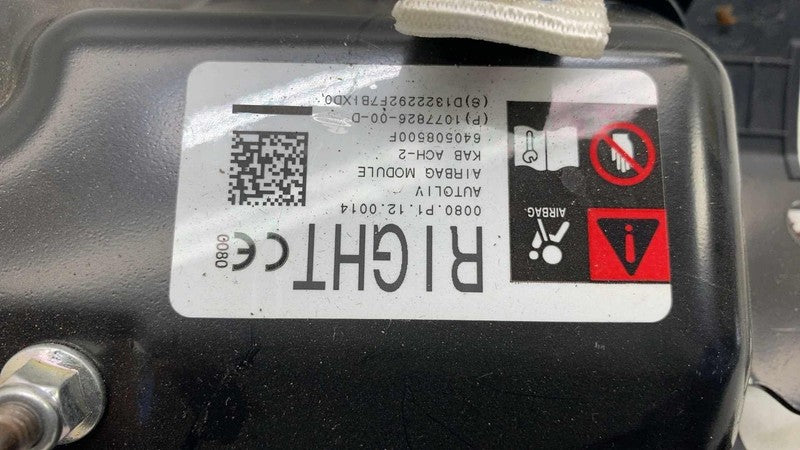 RIGHT
CE
0080
0080.P1.12.0014
AUTOLIV
AIRBAG MODULE
KAB ACH-2
640508500F
(P)1077826-00-D
(S)D1322292F7B1XD0,
AIRBAG